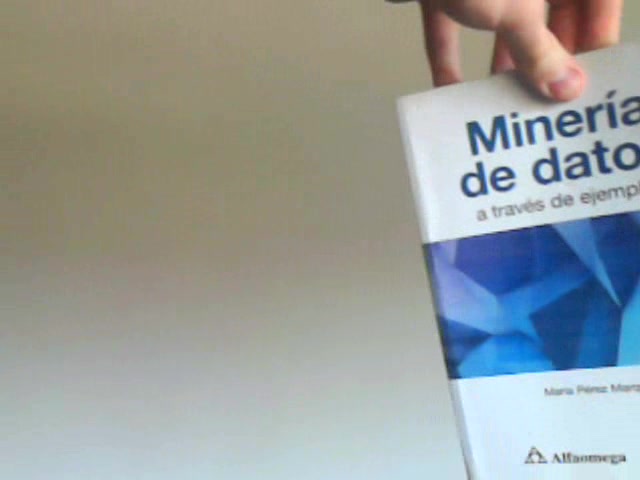 Minería
de dato
a través de ejempl
María Pérez Marq
Alfaomega